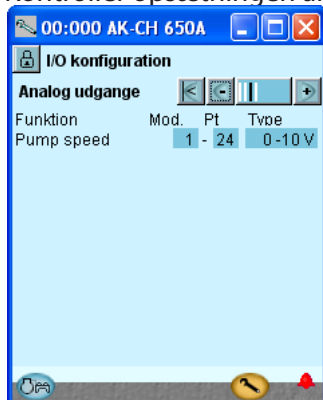 00:000 AK-CH 650A
I/O konfiguration
Analog udgange
Funktion Mod. Pt Type
Pump speed 1 - 24 0-10 V